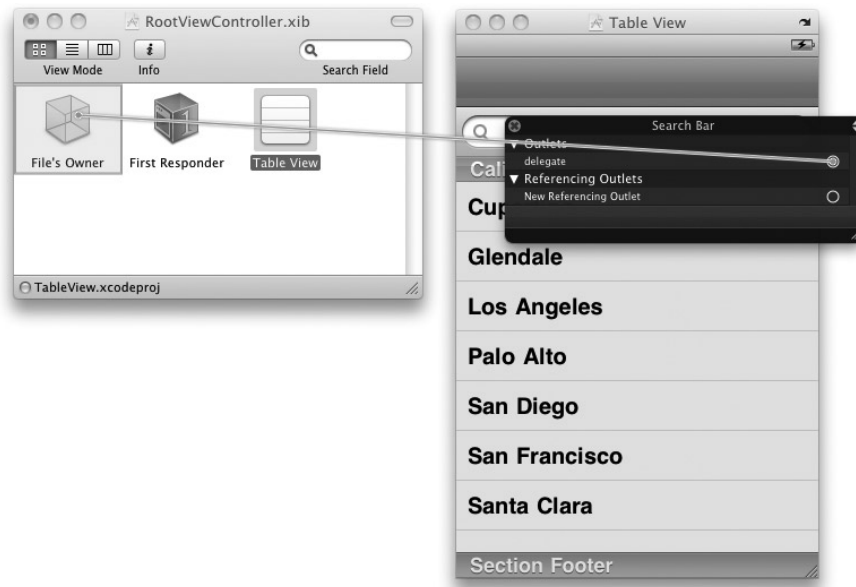 RootViewController.xib
View Mode
Info
Search Field
File's Owner
First Responder
Table View
TableView.xcodeproj
Table View
Search Bar
Outlets
delegate
Referencing Outlets
New Referencing Outlet
Cali
Cup
Glendale
Los Angeles
Palo Alto
San Diego
San Francisco
Santa Clara
Section Footer